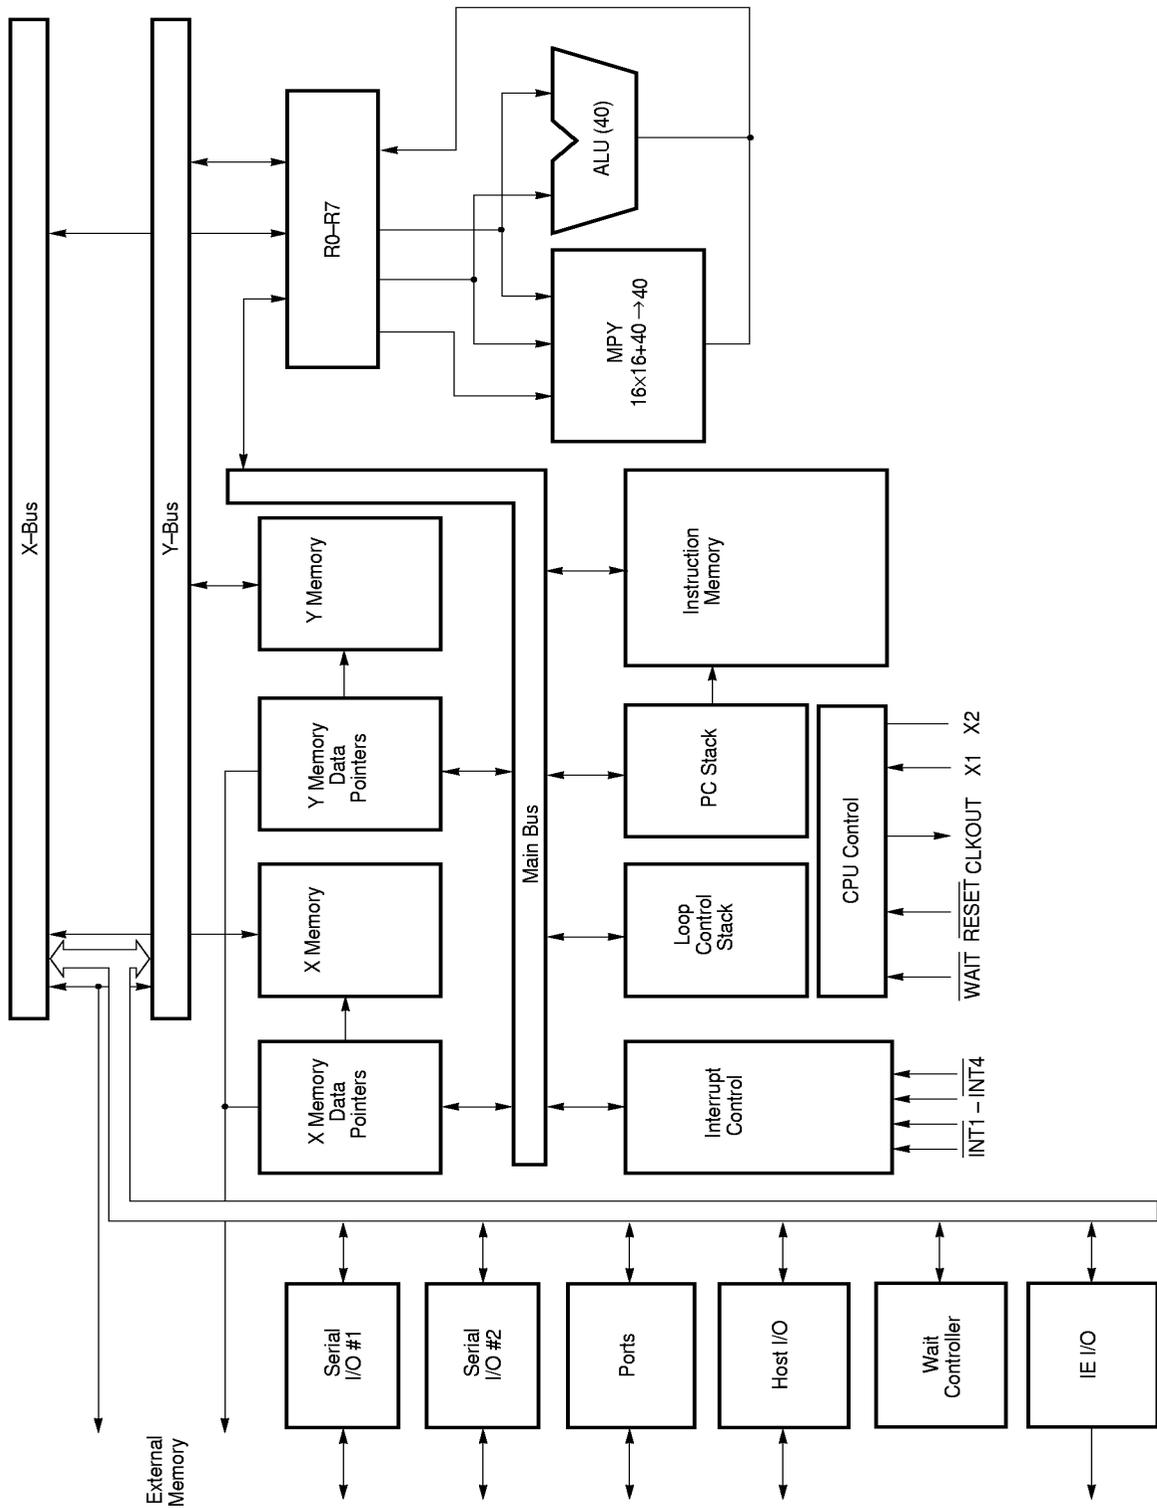 X–Bus
Y–Bus
R0–R7
ALU (40)
MPY
16×16+40→40
Y Memory
Y Memory
Data
Pointers
X Memory
X Memory
Data
Pointers
Main Bus
Instruction
Memory
PC Stack
Loop
Control
Stack
CPU Control
Interrupt
Control
X2
X1
CLKOUT
RESET
WAIT
INT1 – INT4
External
Memory
Serial
I/O #1
Serial
I/O #2
Ports
Host I/O
Wait
Controller
IE I/O